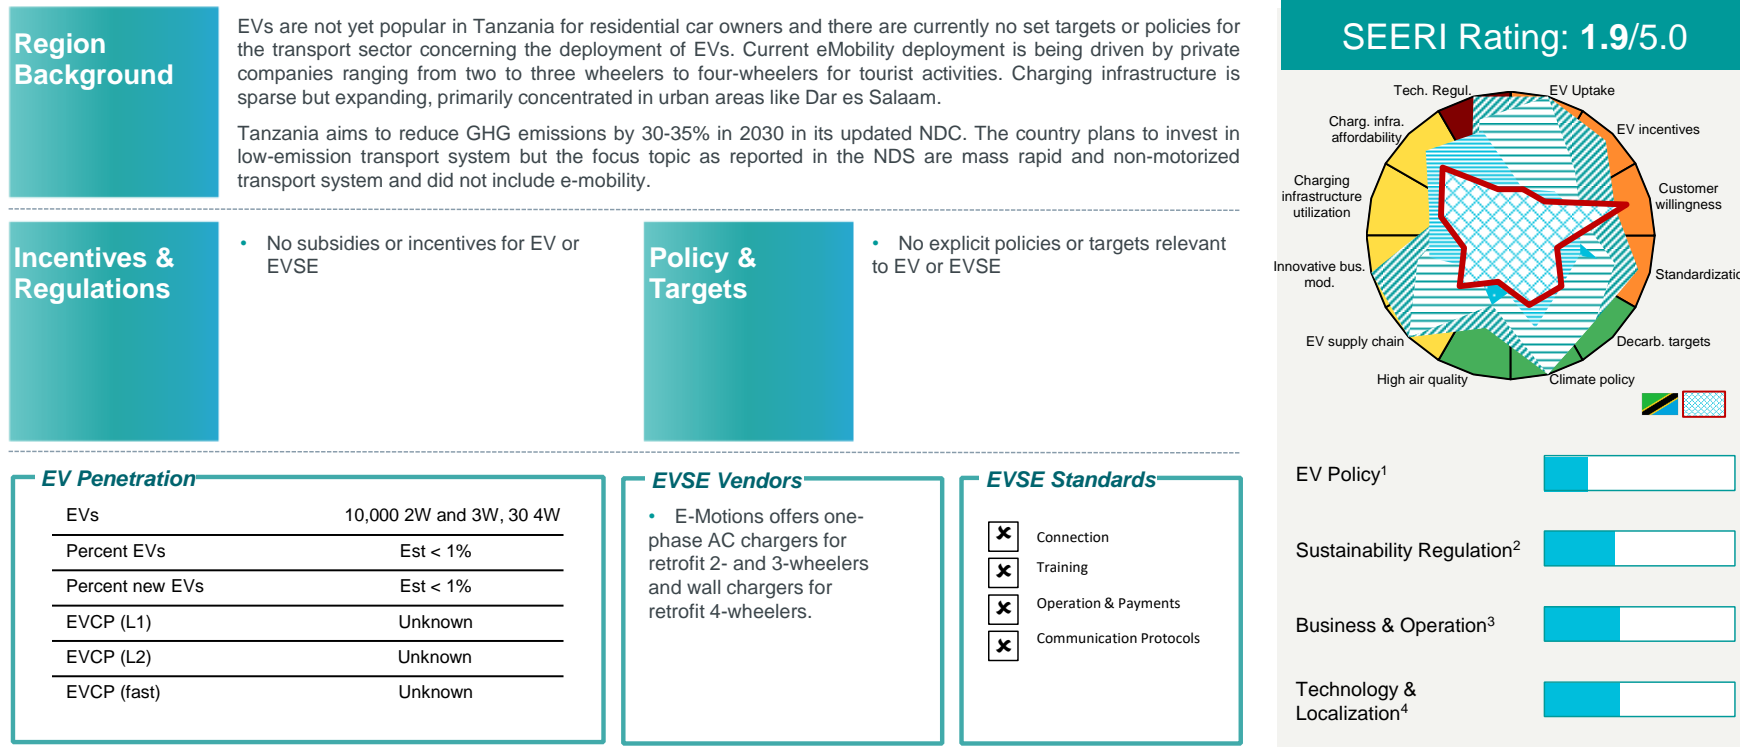 Region
Background
EVs are not yet popular in Tanzania for residential car owners and there are currently no set targets or policies for
the transport sector concerning the deployment of EVs. Current eMobility deployment is being driven by private
companies ranging from two to three wheelers to four-wheelers for tourist activities. Charging infrastructure is
sparse but expanding, primarily concentrated in urban areas like Dar es Salaam.
Tanzania aims to reduce GHG emissions by 30-35% in 2030 in its updated NDC. The country plans to invest in
low-emission transport system but the focus topic as reported in the NDS are mass rapid and non-motorized
transport system and did not include e-mobility.
Incentives &
Regulations
• No subsidies or incentives for EV or
EVSE
Policy &
Targets
• No explicit policies or targets relevant
to EV or EVSE
EV Penetration
EVs 10,000 2W and 3W, 30 4W
Percent EVs Est < 1%
Percent new EVs Est < 1%
EVCP (L1) Unknown
EVCP (L2) Unknown
EVCP (fast) Unknown
EVSE Vendors
• E-Motions offers one-
phase AC chargers for
retrofit 2- and 3-wheelers
and wall chargers for
retrofit 4-wheelers.
EVSE Standards
Connection
Training
Operation & Payments
Communication Protocols
SEERI Rating: 1.9/5.0
Tech. Regul.
EV Uptake
Charg. infra.
affordability
EV incentives
Charging
infrastructure
utilization
Customer
willingness
Innovative bus.
mod.
Standardizatio
EV supply chain
Decarb. targets
High air quality
Climate policy
EV Policy¹
Sustainability Regulation²
Business & Operation³
Technology &
Localization⁴